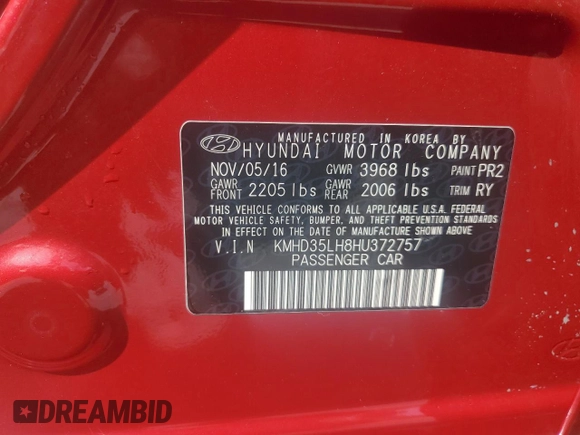 MANUFACTURED IN KOREA BY
HYUNDAI MOTOR COMPANY
NOV/05/16 GVWR 3968 lbs PAINT PR2
GAWR FRONT 2205 lbs GAWR REAR 2006 lbs TRIM RY
THIS VEHICLE CONFORMS TO ALL APPLICABLE U.S.A. FEDERAL
MOTOR VEHICLE SAFETY, BUMPER, AND THEFT PREVENTION STANDARDS
IN EFFECT ON THE DATE OF MANUFACTURE SHOWN ABOVE.
V.I.N KMHD35LH8HU372757
PASSENGER CAR
DREAMBID